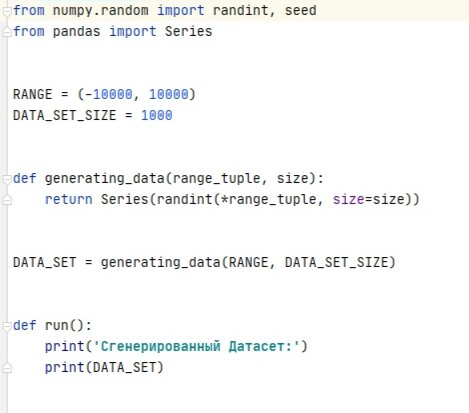 from numpy.random import randint, seed
from pandas import Series
RANGE = (-10000, 10000)
DATA_SET_SIZE = 1000
def generating_data(range_tuple, size):
    return Series(randint(*range_tuple, size=size))
DATA_SET = generating_data(RANGE, DATA_SET_SIZE)
def run():
    print('Сгенерированный Датасет:')
    print(DATA_SET)